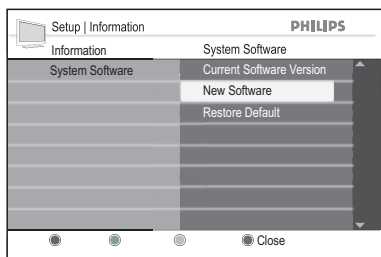 Setup | Information
PHILIPS
Information
System Software
System Software
Current Software Version
New Software
Restore Default
Close